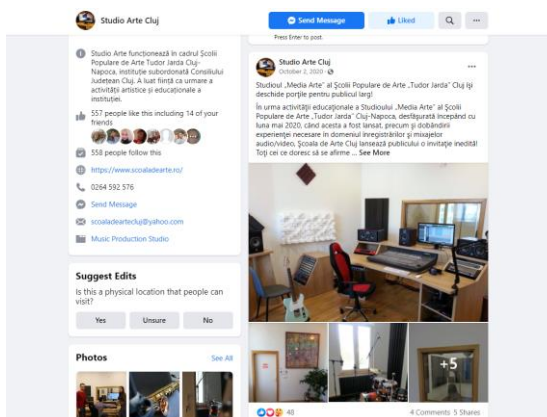 Studio Arte Cluj
Send Message
Liked
Press Enter to post.
Studio Arte funcționează în cadrul Școlii
Populare de Arte Tudor Jarda Cluj-
Napoca, instituție subordonată Consiliului
Județean Cluj. A luat ființă ca urmare a
activității artistice și educaționale a
instituției.
557 people like this including 14 of your
friends
558 people follow this
https://www.scoaladearte.ro/
0264 592 576
Send Message
scoaladeartecluj@yahoo.com
Music Production Studio
Suggest Edits
Is this a physical location that people can
visit?
Yes
Unsure
No
Photos
See All
Studio Arte Cluj
October 2, 2020
Studioul „Media Arte” al Școlii Populare de Arte „Tudor Jarda” Cluj își
deschide porțile pentru publicul larg!
În urma activității educaționale a Studioului „Media Arte” al Școlii
Populare de Arte „Tudor Jarda” Cluj-Napoca, desfășurată începând cu
luna mai 2020, când acesta a fost lansat, precum și dobândirii
experienței necesare în domeniul înregistrărilor și mixajelor
audio/video, Școala de Arte Cluj lansează publicului o invitație inedită!
Toți cei ce doresc să se afirme ... See More
+5
40
4 Comments 5 Shares